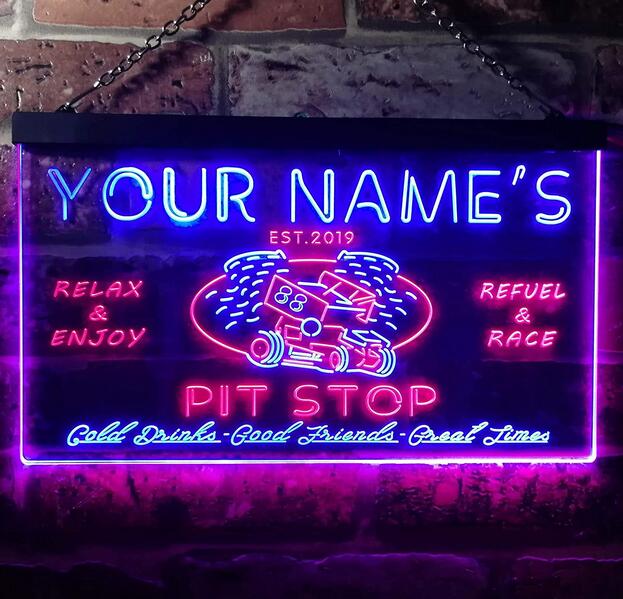 YOUR NAME'S
EST.2019
RELAX
&
ENJOY
88
REFUEL
&
RACE
PIT STOP
Cold Drinks-Good Friends-Great Times